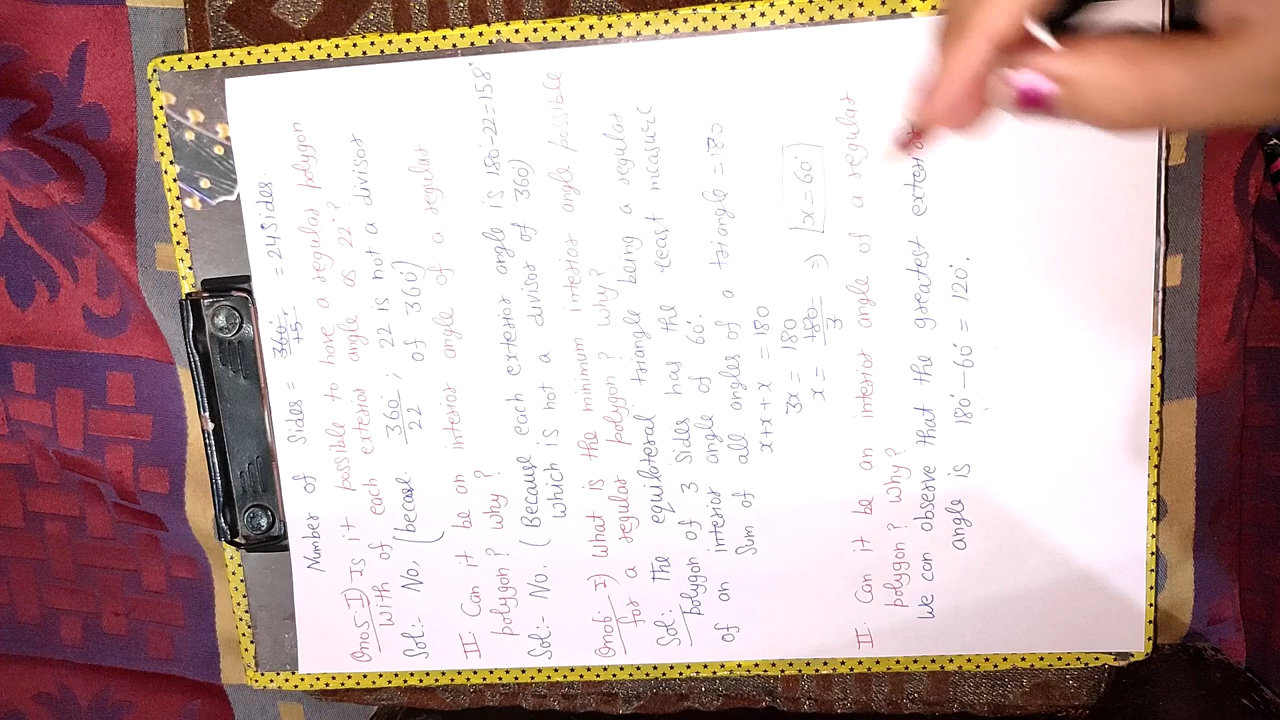 Number of sides = 360° / 15 = 24 sides.
Qno5-I) Is it possible to have a regular polygon
with of each exterior angle as 22°?
Sol:- No, (becase 360° / 22 ; 22 is not a divisor
of 360°)
II. Can it be an interior angle of a regular
polygon? why?
Sol:- No. (Because each exterior angle is 180°-22=158°
which is not a divisor of 360°)
Qno6- I) What is the minimum interior angle possible
for a regular polygon? why?
Sol: The equilateral triangle being a regular
polygon of 3 sides has the least measure
of an interior angle of 60°.
Sum of all angles of a triangle = 180
x+x+x = 180
3x = 180
x = 180 / 3 => x = 60°
II. Can it be an interior angle of a regular
polygon? why?
We can observe that the greatest exterior
angle is 180°-60° = 120°.